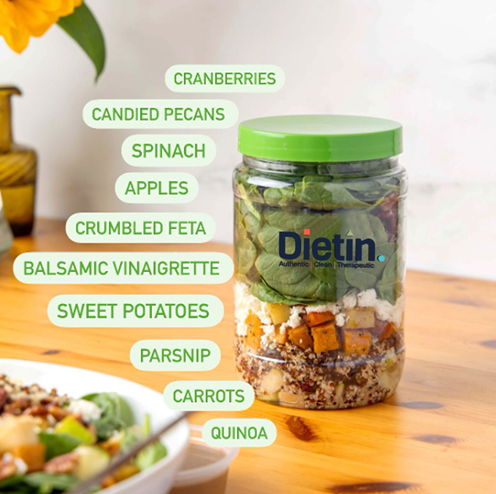 CRANBERRIES
CANDIED PECANS
SPINACH
APPLES
CRUMBLED FETA
Dietin.
Authentic Clean Therapeutic
BALSAMIC VINAIGRETTE
SWEET POTATOES
PARSNIP
CARROTS
QUINOA